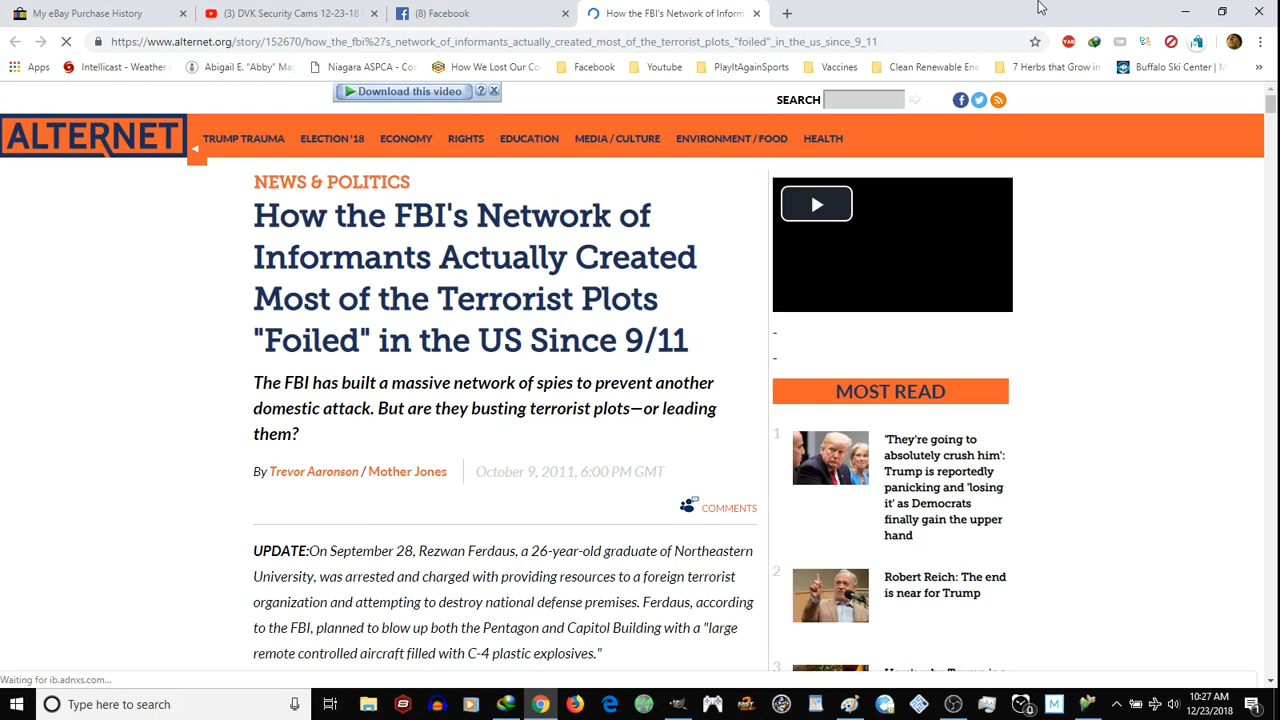 My eBay Purchase History
(3) DVK Security Cams 12-23-18
(8) Facebook
How the FBI's Network of Inform
https://www.alternet.org/story/152670/how_the_fbi%27s_network_of_informants_actually_created_most_of_the_terrorist_plots_"foiled"_in_the_us_since_9_11
YAB
Apps
Intellicast - Weather
Abigail E. "Abby" Ma
Niagara ASPCA - Co
How We Lost Our Co
Facebook
Youtube
PlayItAgainSports
Vaccines
Clean Renewable Ene
7 Herbs that Grow in
Buffalo Ski Center | M
»
Download this video
?
SEARCH
ALTERNET
TRUMP TRAUMA
ELECTION '18
ECONOMY
RIGHTS
EDUCATION
MEDIA / CULTURE
ENVIRONMENT / FOOD
HEALTH
NEWS & POLITICS
How the FBI's Network of
Informants Actually Created
Most of the Terrorist Plots
"Foiled" in the US Since 9/11
The FBI has built a massive network of spies to prevent another
domestic attack. But are they busting terrorist plots—or leading
them?
By Trevor Aaronson / Mother Jones
October 9, 2011, 6:00 PM GMT
COMMENTS
UPDATE:On September 28, Rezwan Ferdaus, a 26-year-old graduate of Northeastern
University, was arrested and charged with providing resources to a foreign terrorist
organization and attempting to destroy national defense premises. Ferdaus, according
to the FBI, planned to blow up both the Pentagon and Capitol Building with a "large
remote controlled aircraft filled with C-4 plastic explosives."
-
-
MOST READ
1
'They're going to
absolutely crush him':
Trump is reportedly
panicking and 'losing
it' as Democrats
finally gain the upper
hand
2
Robert Reich: The end
is near for Trump
3
Waiting for ib.adnxs.com...
Type here to search
10:27 AM
12/23/2018